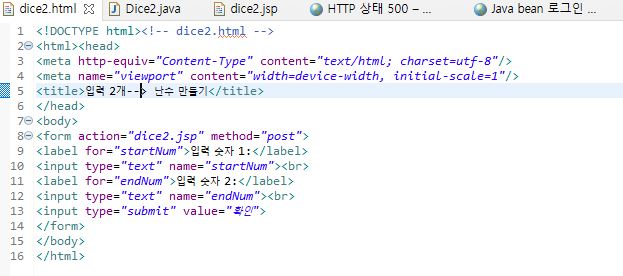 dice2.html Dice2.java dice2.jsp HTTP 상태 500 – ... Java bean 로그인 ...
1 <!DOCTYPE html><!-- dice2.html -->
2 <html><head>
3 <meta http-equiv="Content-Type" content="text/html; charset=utf-8"/>
4 <meta name="viewport" content="width=device-width, initial-scale=1"/>
5 <title>입력 2개--> 난수 만들기</title>
6 </head>
7 <body>
8 <form action="dice2.jsp" method="post">
9 <label for="startNum">입력 숫자 1:</label>
10 <input type="text" name="startNum"><br>
11 <label for="endNum">입력 숫자 2:</label>
12 <input type="text" name="endNum"><br>
13 <input type="submit" value="확인">
14 </form>
15 </body>
16 </html>